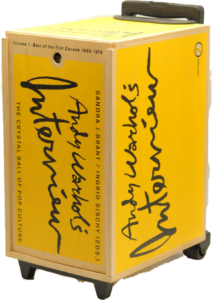 Volume 1: Best of the First Decade 1969–1979
Andy Warhol's
Interview
SANDRA J. BRANT / INGRID SISCHY (EDS.)
THE CRYSTAL BALL OF POP CULTURE
Andy Warhol's
Interview